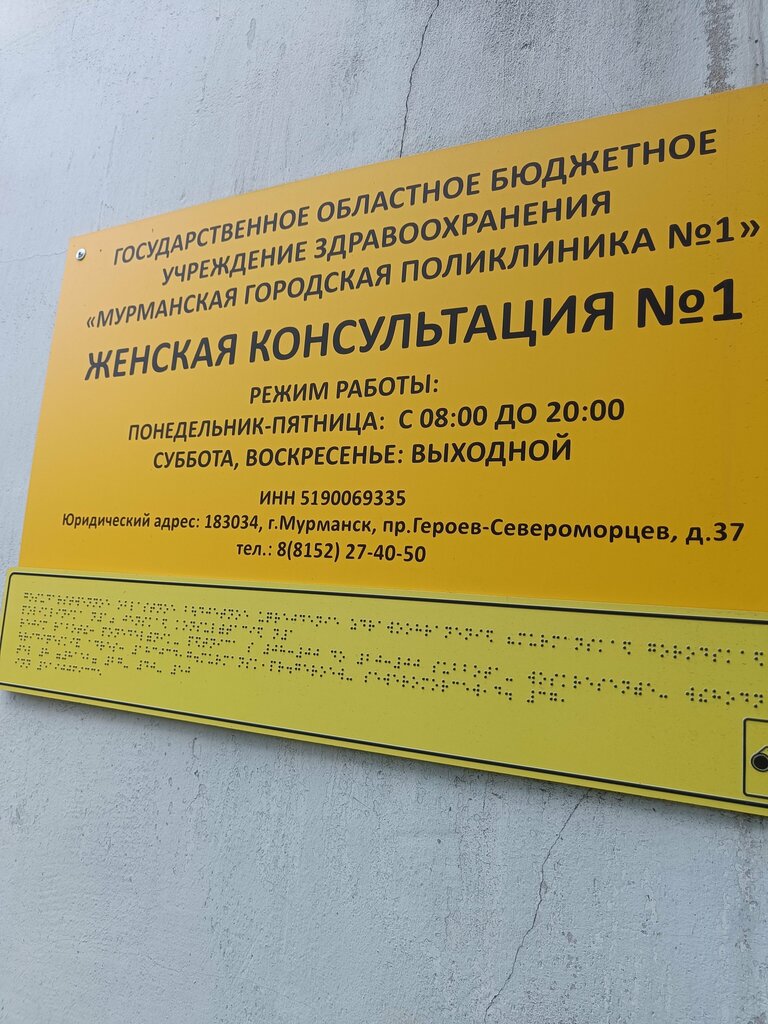 ГОСУДАРСТВЕННОЕ ОБЛАСТНОЕ БЮДЖЕТНОЕ
УЧРЕЖДЕНИЕ ЗДРАВООХРАНЕНИЯ
«МУРМАНСКАЯ ГОРОДСКАЯ ПОЛИКЛИНИКА №1»
ЖЕНСКАЯ КОНСУЛЬТАЦИЯ №1
РЕЖИМ РАБОТЫ:
ПОНЕДЕЛЬНИК-ПЯТНИЦА: С 08:00 ДО 20:00
СУББОТА, ВОСКРЕСЕНЬЕ: ВЫХОДНОЙ
ИНН 5190069335
Юридический адрес: 183034, г.Мурманск, пр.Героев-Североморцев, д.37
тел.: 8(8152) 27-40-50